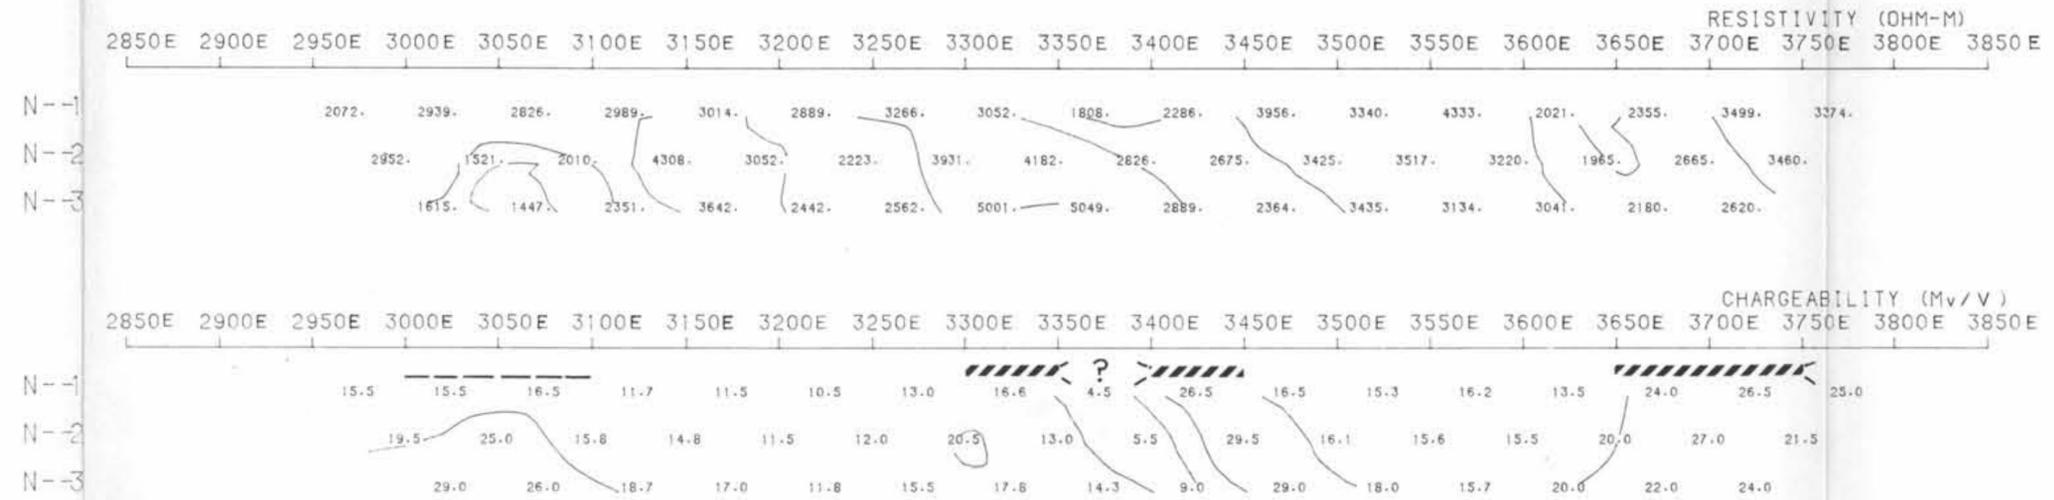 RESISTIVITY (OHM-M)
2850E 2900E 2950E 3000E 3050E 3100E 3150E 3200E 3250E 3300E 3350E 3400E 3450E 3500E 3550E 3600E 3650E 3700E 3750E 3800E 3850E
N--1 2072. 2939. 2826. 2989. 3014. 2889. 3266. 3052. 1808. 2286. 3956. 3340. 4333. 2021. 2355. 3499. 3374.
N--2 2952. 1521. 2010. 4308. 3052. 2223. 3931. 4182. 2826. 2675. 3425. 3517. 3220. 1965. 2665. 3460.
N--3 1615. 1447. 2351. 3642. 2442. 2562. 5001. 5049. 2889. 2364. 3435. 3134. 3041. 2180. 2620.
CHARGEABILITY (Mv/V)
2850E 2900E 2950E 3000E 3050E 3100E 3150E 3200E 3250E 3300E 3350E 3400E 3450E 3500E 3550E 3600E 3650E 3700E 3750E 3800E 3850E
?
N--1 15.5 15.5 16.5 11.7 11.5 10.5 13.0 16.6 4.5 26.5 16.5 15.3 16.2 13.5 24.0 26.5 25.0
N--2 19.5 25.0 15.8 14.8 11.5 12.0 20.5 13.0 5.5 29.5 16.1 15.6 15.5 20.0 27.0 21.5
N--3 29.0 26.0 18.7 17.0 11.8 15.5 17.8 14.3 9.0 29.0 18.0 15.7 20.0 22.0 24.0